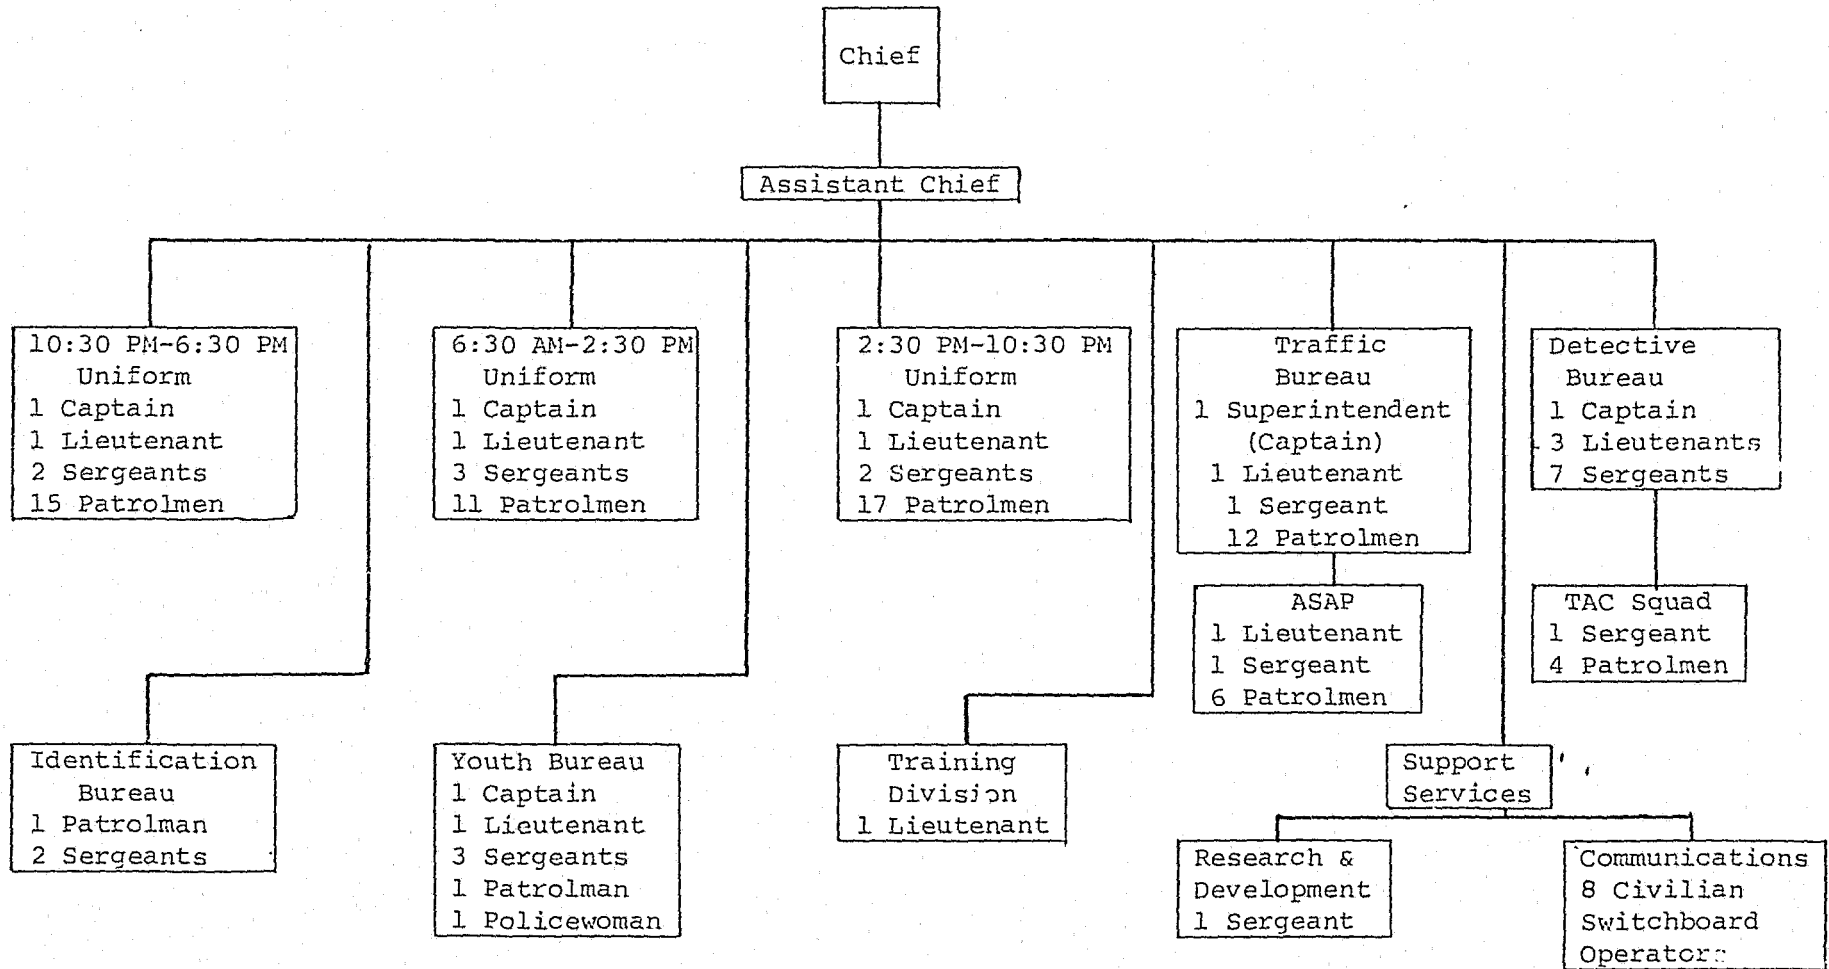 Chief
Assistant Chief
10:30 PM-6:30 PM
Uniform
1 Captain
1 Lieutenant
2 Sergeants
15 Patrolmen
6:30 AM-2:30 PM
Uniform
1 Captain
1 Lieutenant
3 Sergeants
11 Patrolmen
2:30 PM-10:30 PM
Uniform
1 Captain
1 Lieutenant
2 Sergeants
17 Patrolmen
Traffic
Bureau
1 Superintendent
(Captain)
1 Lieutenant
1 Sergeant
12 Patrolmen
Detective
Bureau
1 Captain
3 Lieutenants
7 Sergeants
ASAP
1 Lieutenant
1 Sergeant
6 Patrolmen
TAC Squad
1 Sergeant
4 Patrolmen
Identification
Bureau
1 Patrolman
2 Sergeants
Youth Bureau
1 Captain
1 Lieutenant
3 Sergeants
1 Patrolman
1 Policewoman
Training
Division
1 Lieutenant
Support
Services
Research &
Development
1 Sergeant
Communications
8 Civilian
Switchboard
Operators